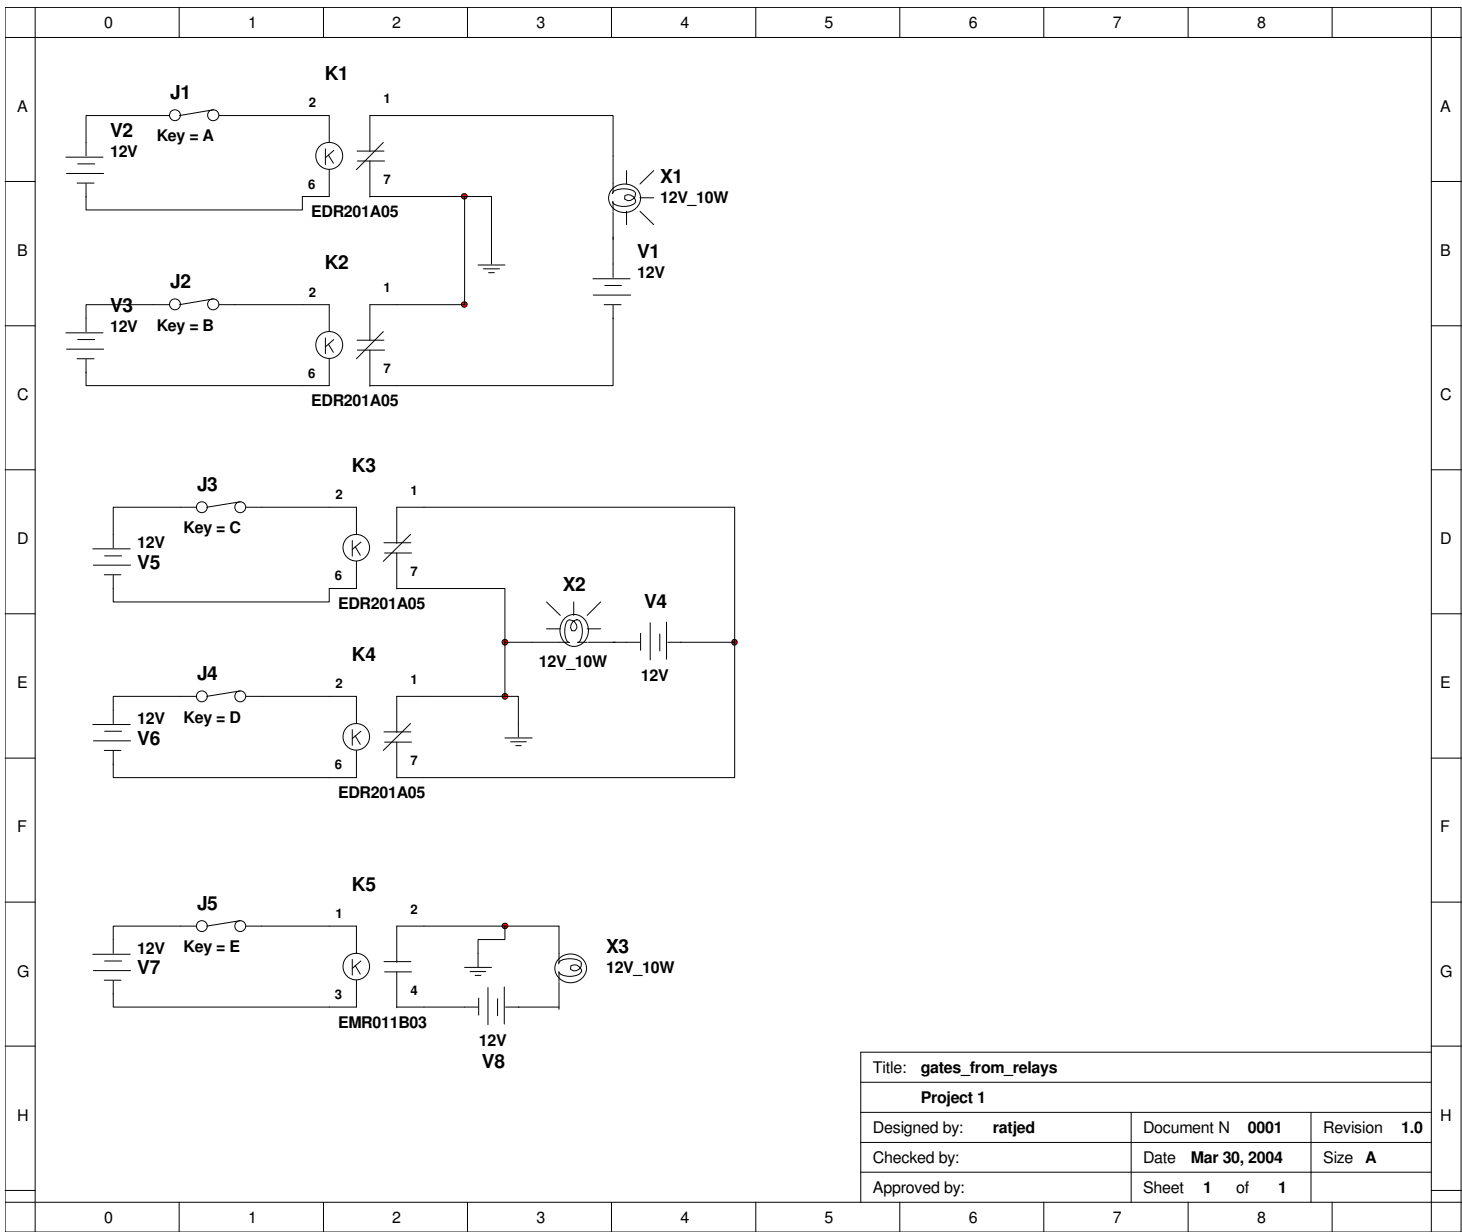 0 1 2 3 4 5 6 7 8
A A
K1
J1
2 1
V2
Key = A
12V
X1
6 7
12V_10W
EDR201A05
B B
V1
K2
12V
J2
2 1
V3
12V Key = B
6 7
C C
EDR201A05
K3
J3
2 1
Key = C
D D
12V
V5
6 7
X2
V4
EDR201A05
K4
12V_10W
J4
12V
2 1
E E
12V Key = D
V6
6 7
EDR201A05
F F
K5
J5
1 2
12V Key = E
X3
V7
12V_10W
G G
3 4
EMR011B03
12V
V8
Title: gates_from_relays
Project 1
H H
Designed by: ratjed Document N 0001 Revision 1.0
Checked by: Date Mar 30, 2004 Size A
Approved by: Sheet 1 of 1
0 1 2 3 4 5 6 7 8